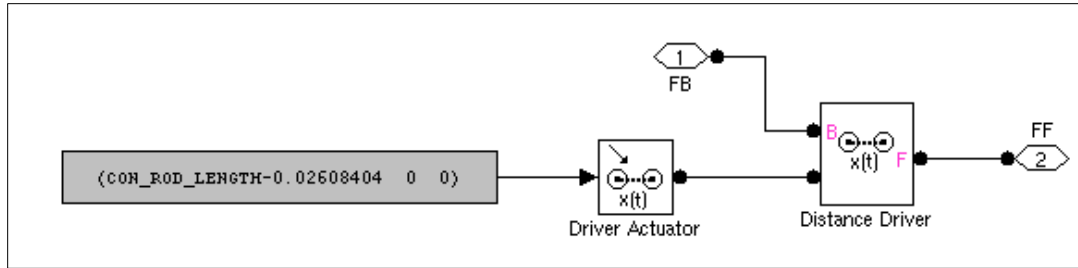 1
FB
(CON_ROD_LENGTH-0.02608404 0 0)
x(t)
Driver Actuator
B
x(t)
F
Distance Driver
FF
2